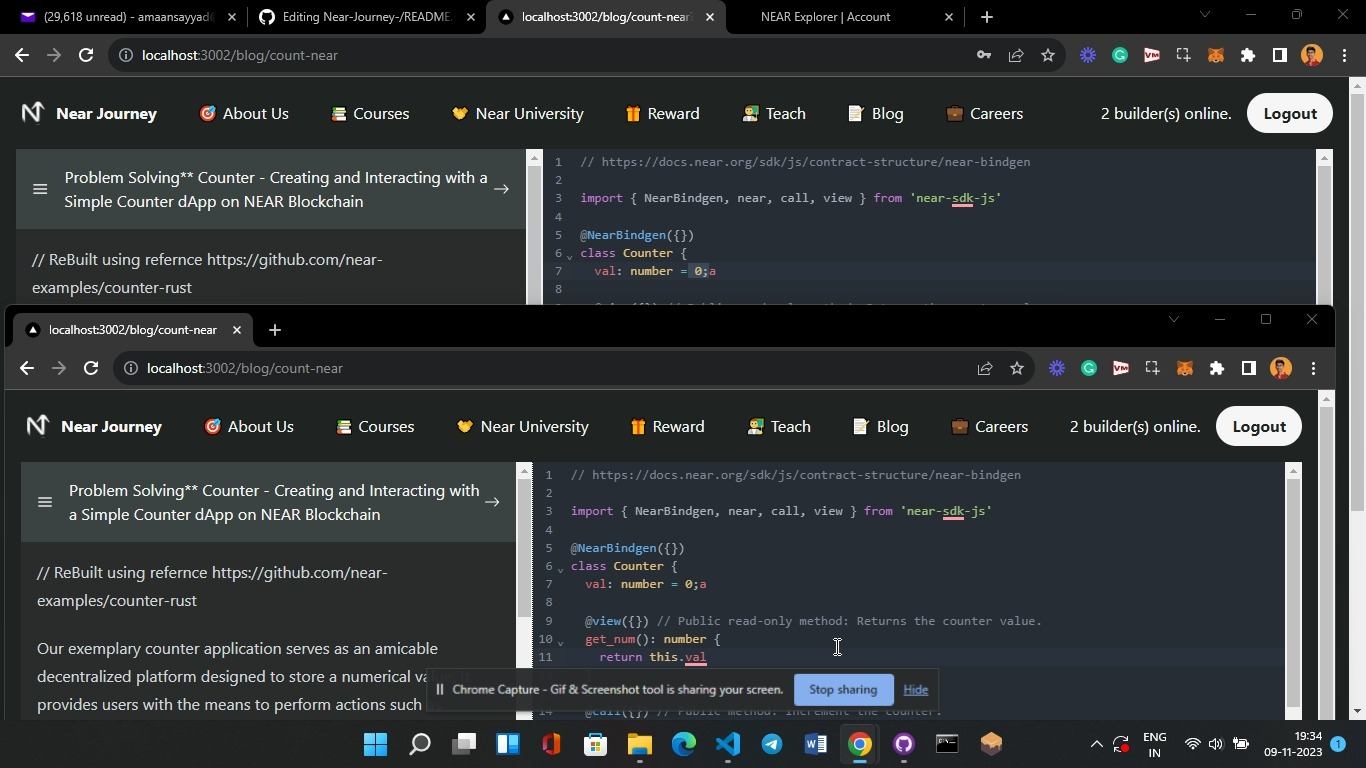 (29,618 unread) - amaansayyad
Editing Near-Journey-/README.
localhost:3002/blog/count-near
NEAR Explorer | Account
localhost:3002/blog/count-near
Near Journey
🎯 About Us
📚 Courses
🤝 Near University
🎁 Reward
👨‍🏫 Teach
📝 Blog
💼 Careers
2 builder(s) online.
Logout
Problem Solving** Counter - Creating and Interacting with a
Simple Counter dApp on NEAR Blockchain
→
// ReBuilt using refernce https://github.com/near-
examples/counter-rust
1 // https://docs.near.org/sdk/js/contract-structure/near-bindgen
2
3 import { NearBindgen, near, call, view } from 'near-sdk-js'
4
5 @NearBindgen({})
6 class Counter {
7 val: number = 0;a
8
localhost:3002/blog/count-near
localhost:3002/blog/count-near
Near Journey
🎯 About Us
📚 Courses
🤝 Near University
🎁 Reward
👨‍🏫 Teach
📝 Blog
💼 Careers
2 builder(s) online.
Logout
Problem Solving** Counter - Creating and Interacting with
a Simple Counter dApp on NEAR Blockchain
→
// ReBuilt using refernce https://github.com/near-
examples/counter-rust
Our exemplary counter application serves as an amicable
decentralized platform designed to store a numerical
provides users with the means to perform actions such
1 // https://docs.near.org/sdk/js/contract-structure/near-bindgen
2
3 import { NearBindgen, near, call, view } from 'near-sdk-js'
4
5 @NearBindgen({})
6 class Counter {
7 val: number = 0;a
8
9 @view({}) // Public read-only method: Returns the counter value.
10 get_num(): number {
11 return this.val
14 @call({}) // Public method: Increment the counter.
Chrome Capture - Gif & Screenshot tool is sharing your screen.
Stop sharing
Hide
ENG
IN
19:34
09-11-2023
1